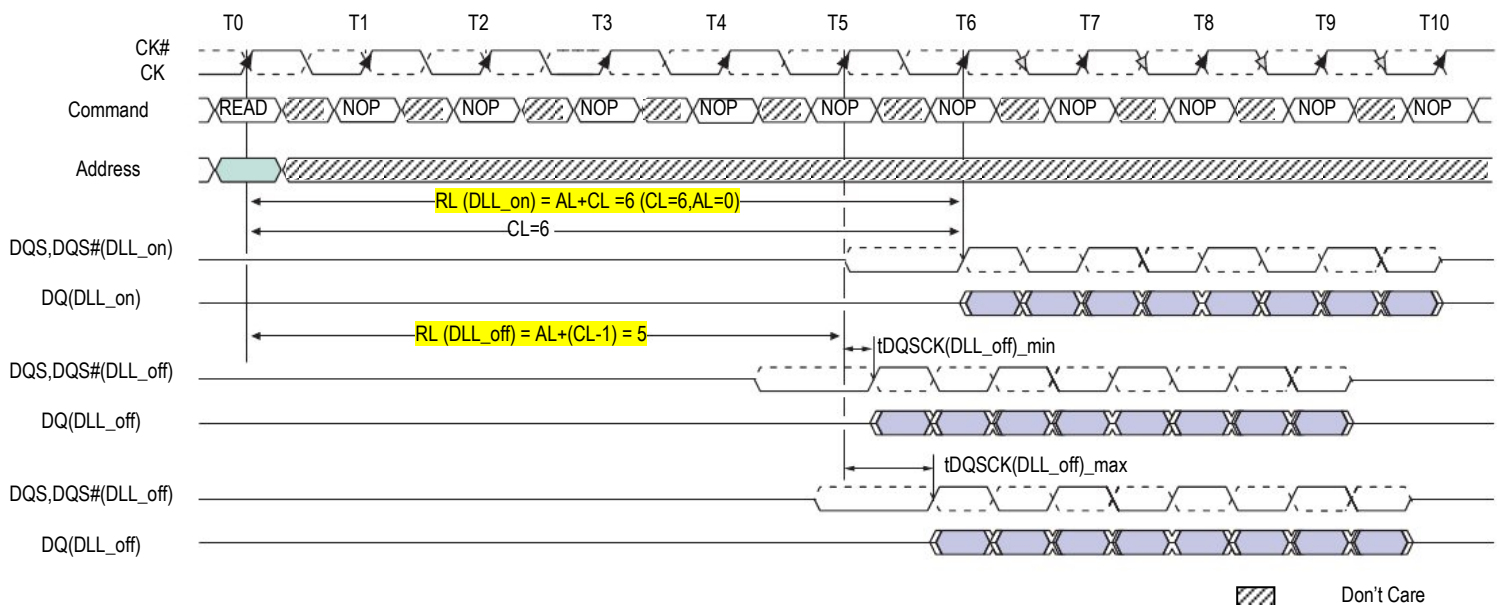 T0 T1 T2 T3 T4 T5 T6 T7 T8 T9 T10
CK#
CK
Command READ NOP NOP NOP NOP NOP NOP NOP NOP NOP NOP
Address
RL (DLL_on) = AL+CL =6 (CL=6,AL=0)
CL=6
DQS,DQS#(DLL_on)
DQ(DLL_on)
RL (DLL_off) = AL+(CL-1) = 5
tDQSCK(DLL_off)_min
DQS,DQS#(DLL_off)
DQ(DLL_off)
tDQSCK(DLL_off)_max
DQS,DQS#(DLL_off)
DQ(DLL_off)
Don't Care